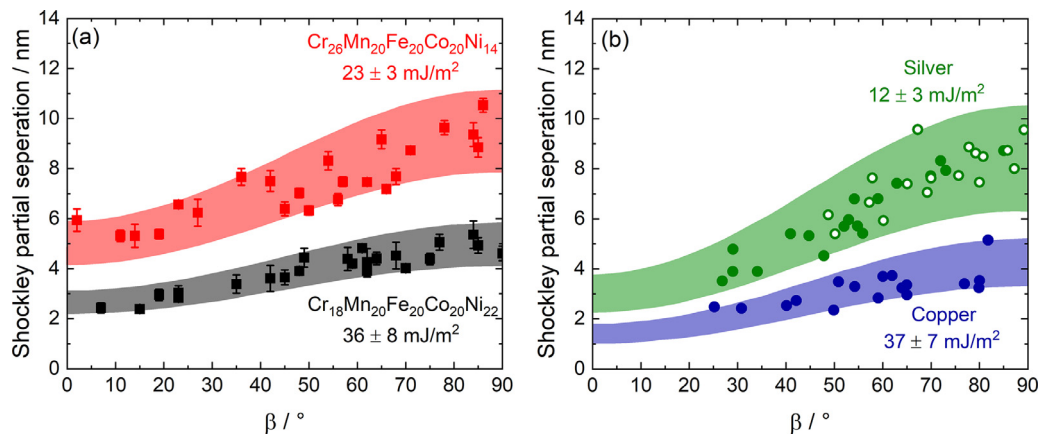 (a)
Cr26Mn20Fe20Co20Ni14
23 ± 3 mJ/m²
Cr18Mn20Fe20Co20Ni22
36 ± 8 mJ/m²
Shockley partial seperation / nm
14
12
10
8
6
4
2
0
0 10 20 30 40 50 60 70 80 90
β / °
(b)
Silver
12 ± 3 mJ/m²
Copper
37 ± 7 mJ/m²
Shockley partial seperation / nm
14
12
10
8
6
4
2
0
0 10 20 30 40 50 60 70 80 90
β / °